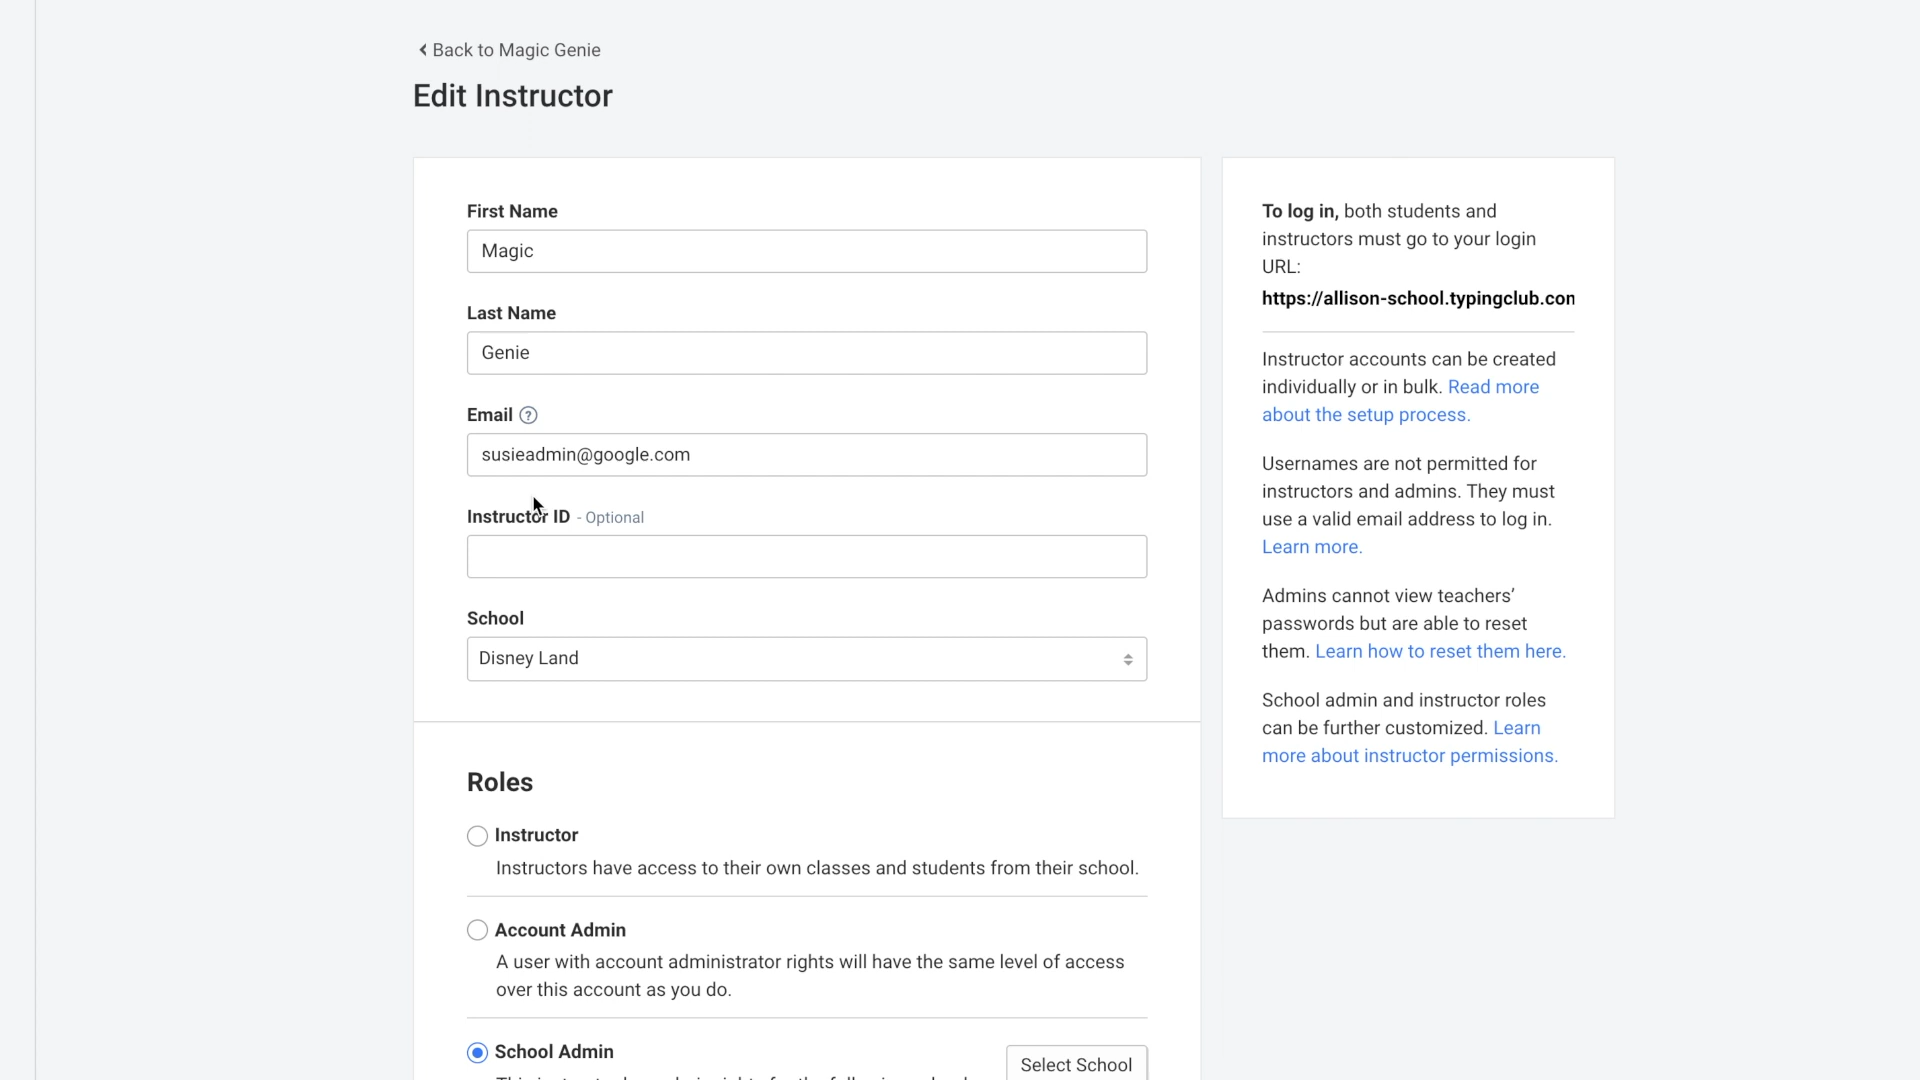 Back to Magic Genie
Edit Instructor
First Name
Magic
Last Name
Genie
Email ?
susieadmin@google.com
Instructor ID - Optional
School
Disney Land
Roles
Instructor
Instructors have access to their own classes and students from their school.
Account Admin
A user with account administrator rights will have the same level of access
over this account as you do.
School Admin
Select School
To log in, both students and
instructors must go to your login
URL:
https://allison-school.typingclub.con
Instructor accounts can be created
individually or in bulk. Read more
about the setup process.
Usernames are not permitted for
instructors and admins. They must
use a valid email address to log in.
Learn more.
Admins cannot view teachers’
passwords but are able to reset
them. Learn how to reset them here.
School admin and instructor roles
can be further customized. Learn
more about instructor permissions.